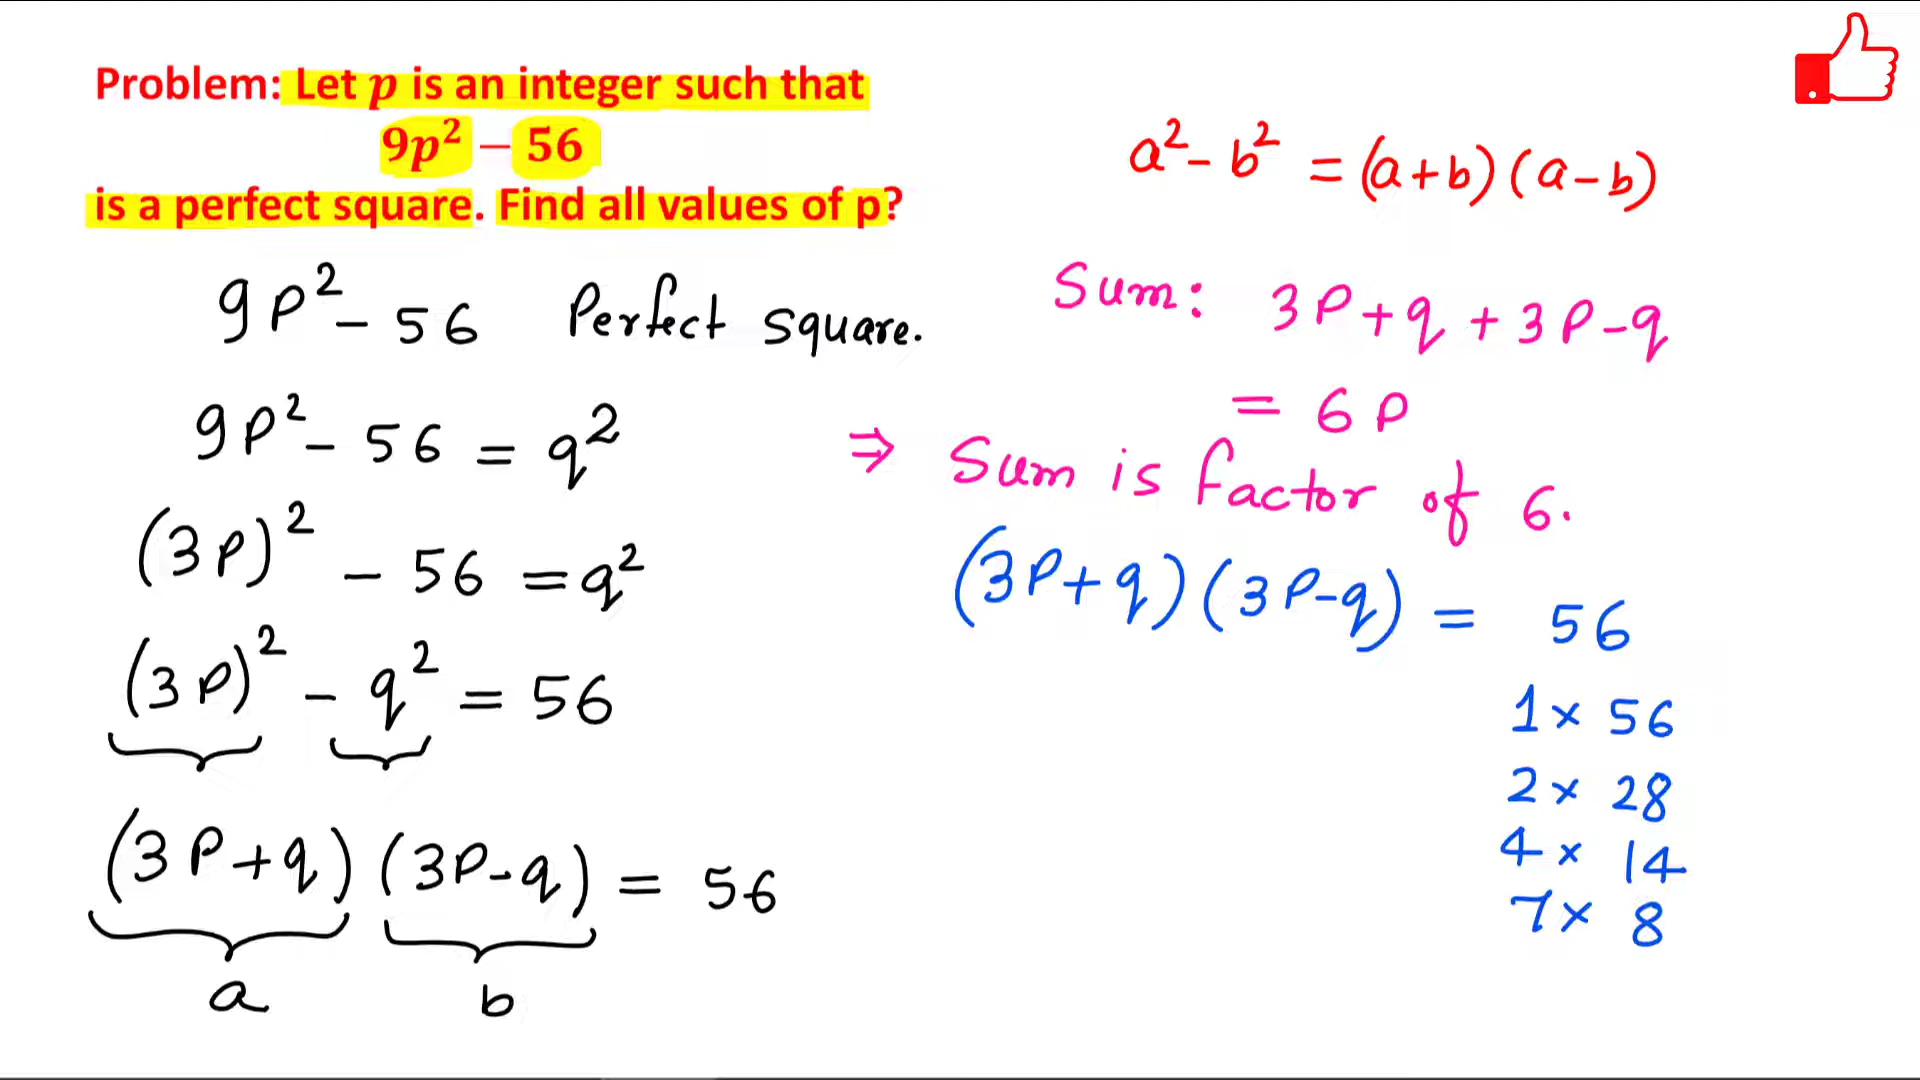 Problem: Let p is an integer such that
9p² − 56
is a perfect square. Find all values of p?
9p² - 56 Perfect square.
9p² - 56 = q²
(3p)² - 56 = q²
(3p)² - q² = 56
(3p+q) (3p-q) = 56
a b
a² - b² = (a+b) (a-b)
Sum: 3p+q + 3p-q
= 6p
⇒ Sum is factor of 6.
(3p+q) (3p-q) = 56
1 × 56
2 × 28
4 × 14
7 × 8